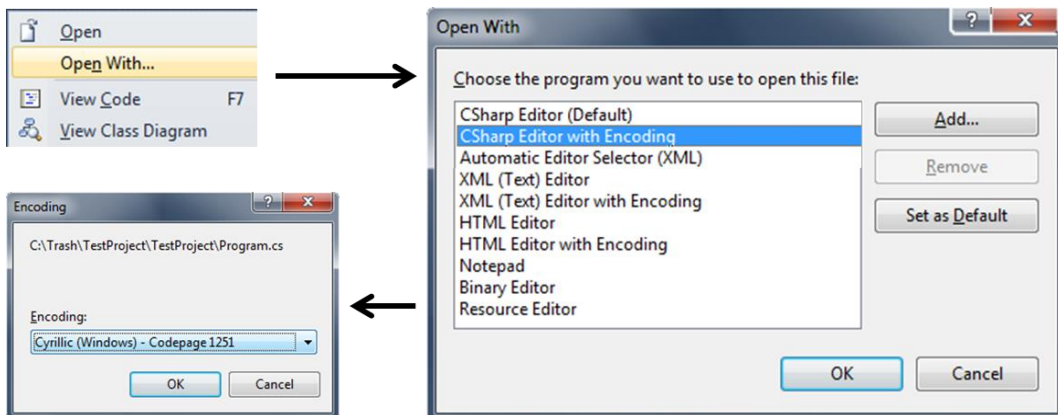 Open
Open With...
View Code F7
View Class Diagram
Open With
Choose the program you want to use to open this file:
CSharp Editor (Default)
CSharp Editor with Encoding
Automatic Editor Selector (XML)
XML (Text) Editor
XML (Text) Editor with Encoding
HTML Editor
HTML Editor with Encoding
Notepad
Binary Editor
Resource Editor
Add...
Remove
Set as Default
OK Cancel
Encoding
C:\Trash\TestProject\TestProject\Program.cs
Encoding:
Cyrillic (Windows) - Codepage 1251
OK Cancel